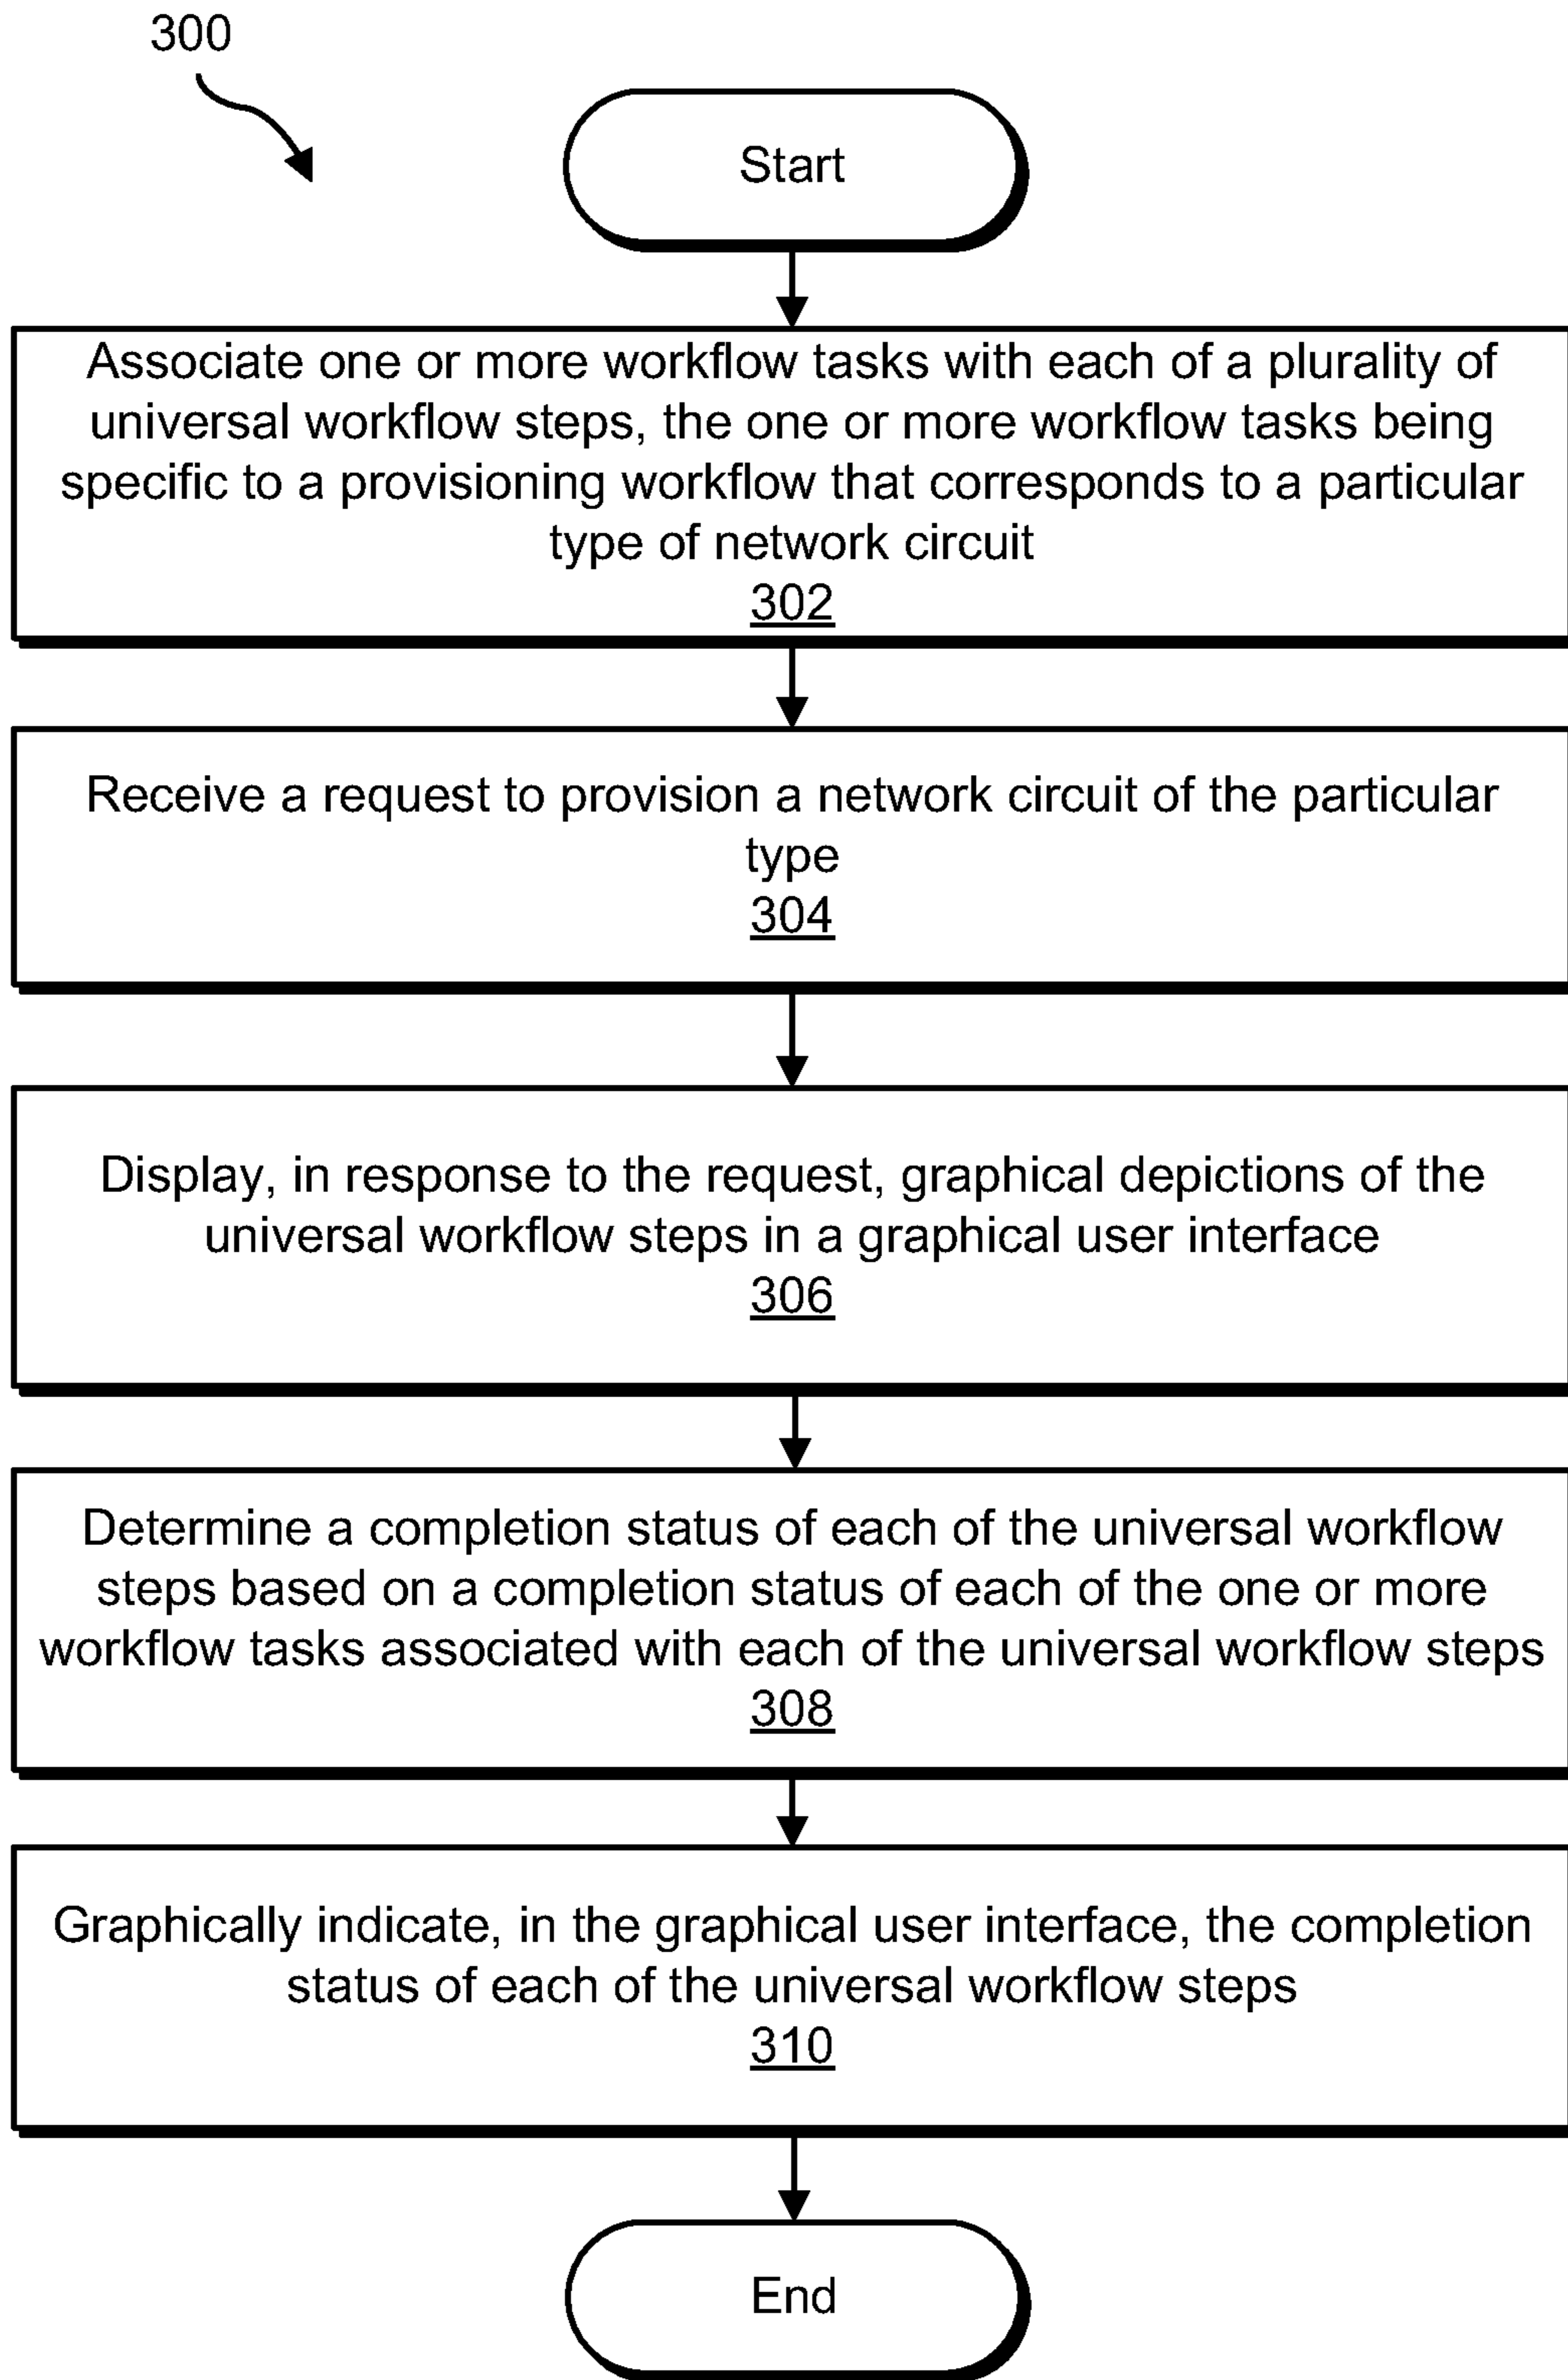 300
Start
Associate one or more workflow tasks with each of a plurality of
universal workflow steps, the one or more workflow tasks being
specific to a provisioning workflow that corresponds to a particular
type of network circuit
302
Receive a request to provision a network circuit of the particular
type
304
Display, in response to the request, graphical depictions of the
universal workflow steps in a graphical user interface
306
Determine a completion status of each of the universal workflow
steps based on a completion status of each of the one or more
workflow tasks associated with each of the universal workflow steps
308
Graphically indicate, in the graphical user interface, the completion
status of each of the universal workflow steps
310
End